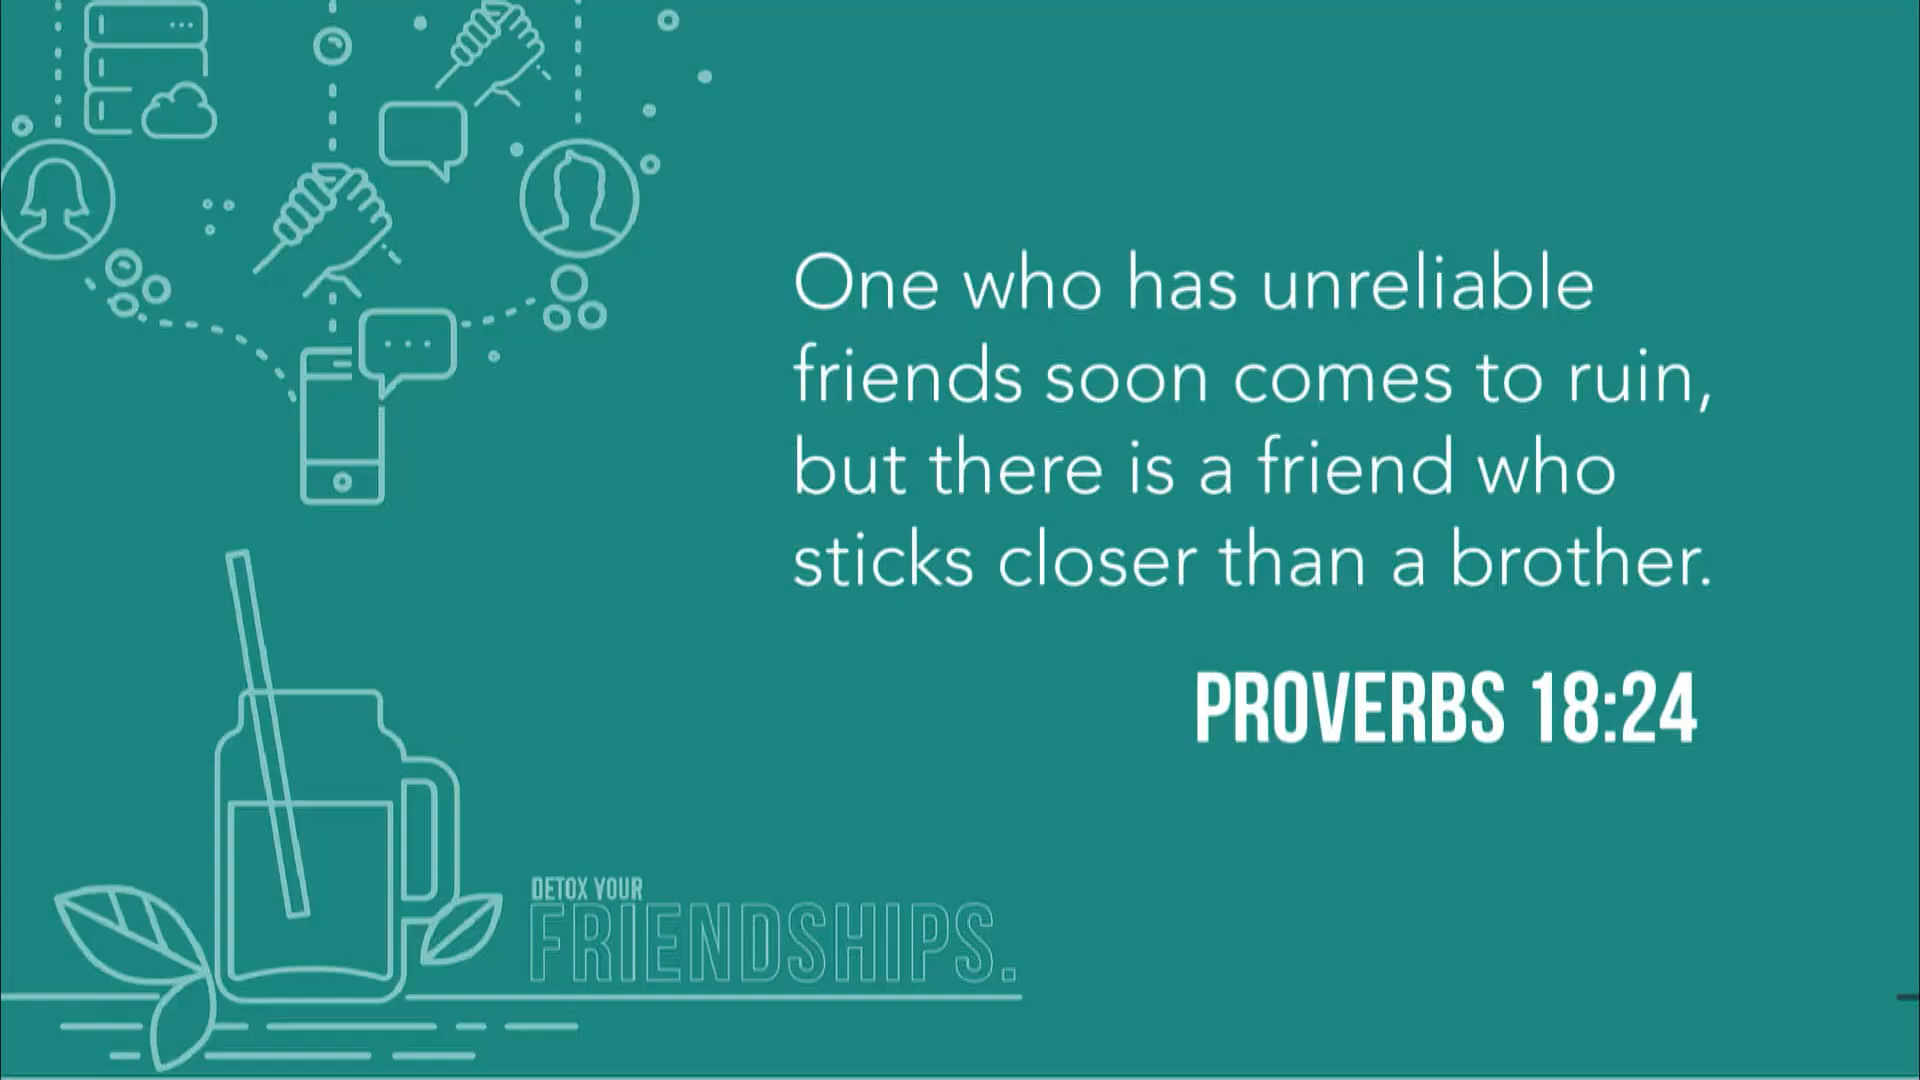 One who has unreliable
friends soon comes to ruin,
but there is a friend who
sticks closer than a brother.
PROVERBS 18:24
DETOX YOUR
FRIENDSHIPS.